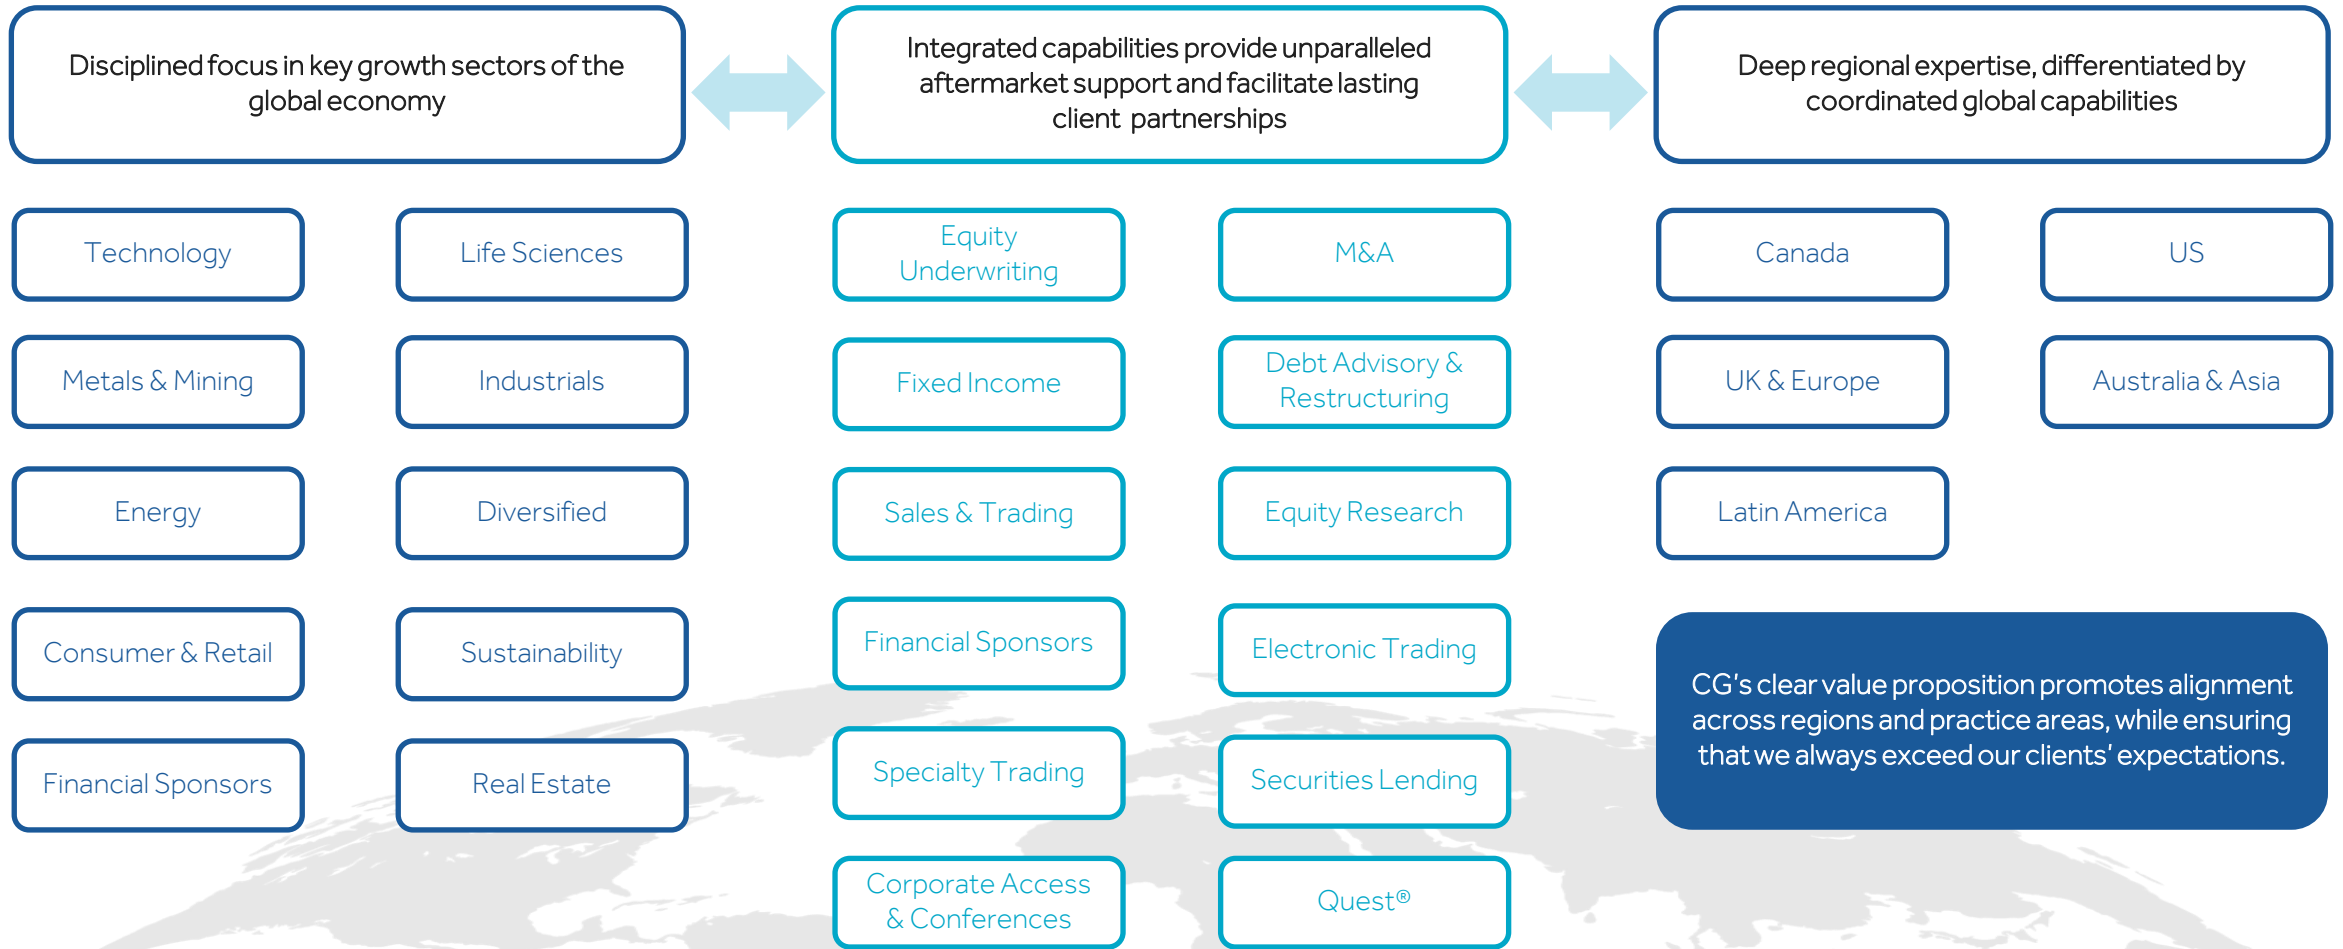 Disciplined focus in key growth sectors of the
global economy
Technology
Life Sciences
Metals & Mining
Industrials
Energy
Diversified
Consumer & Retail
Sustainability
Financial Sponsors
Real Estate
Integrated capabilities provide unparalleled
aftermarket support and facilitate lasting
client partnerships
Equity
Underwriting
M&A
Fixed Income
Debt Advisory &
Restructuring
Sales & Trading
Equity Research
Financial Sponsors
Electronic Trading
Specialty Trading
Securities Lending
Corporate Access
& Conferences
Quest®
Deep regional expertise, differentiated by
coordinated global capabilities
Canada
US
UK & Europe
Australia & Asia
Latin America
CG's clear value proposition promotes alignment
across regions and practice areas, while ensuring
that we always exceed our clients' expectations.